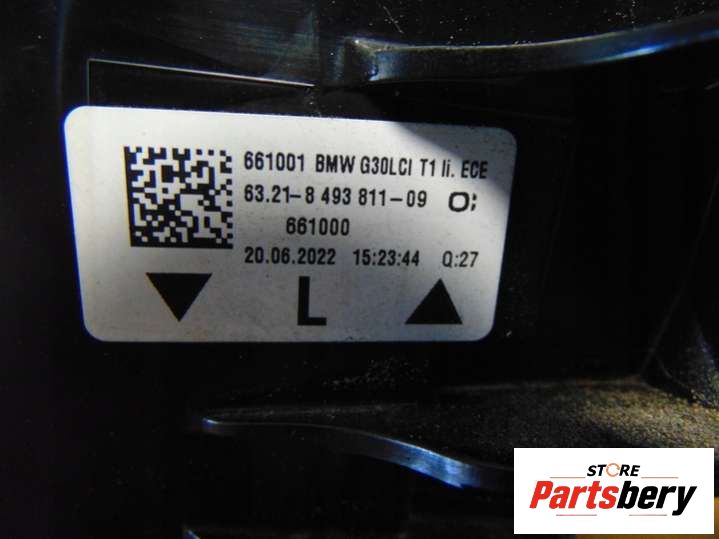 661001 BMW G30LCI T1 li. ECE
63.21-8 493 811-09 O:
661000
20.06.2022 15:23:44 Q:27
L
STORE
Partsbery